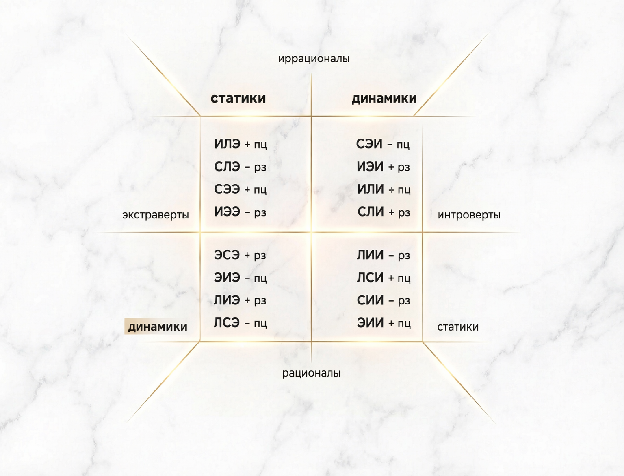 иррационалы
статики динамики
ИЛЭ + пц СЭИ – пц
СЛЭ – рз ИЭИ + рз
СЭЭ + пц ИЛИ + пц
ИЭЭ – рз СЛИ + рз
экстраверты интроверты
ЭСЭ + рз ЛИИ – рз
ЭИЭ – пц ЛСИ + пц
ЛИЭ + рз СИИ – рз
ЛСЭ – пц ЭИИ + пц
динамики статики
рационалы